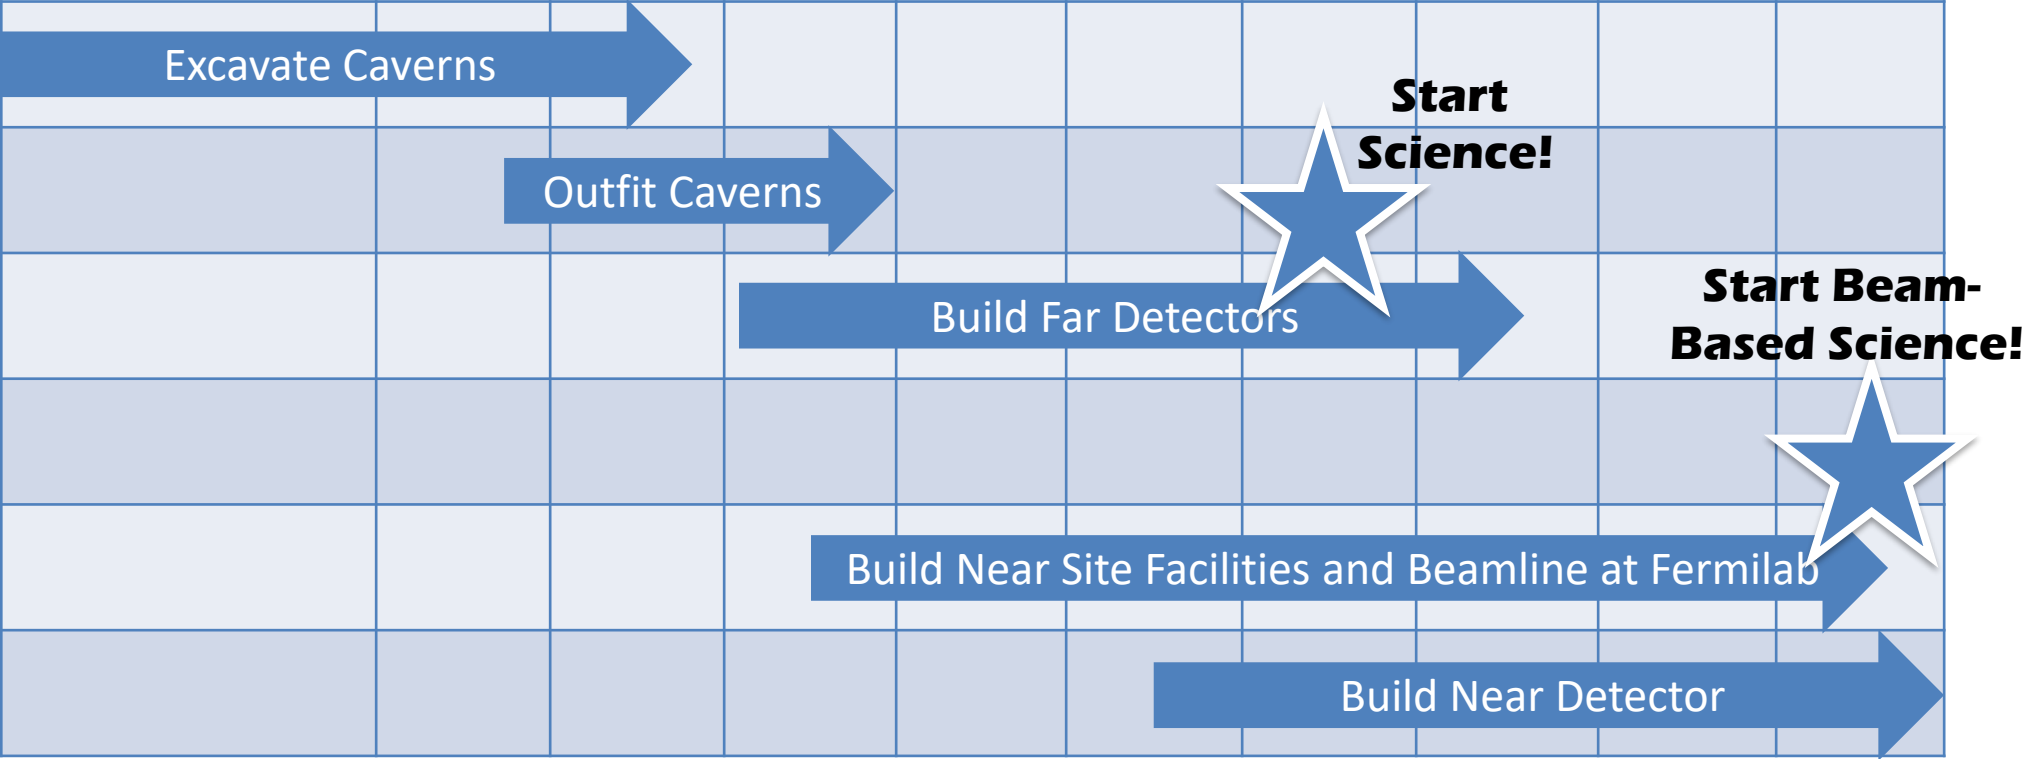 Excavate Caverns
Start
Science!
Outfit Caverns
Build Far Detectors
Start Beam-
Based Science!
Build Near Site Facilities and Beamline at Fermilab
Build Near Detector